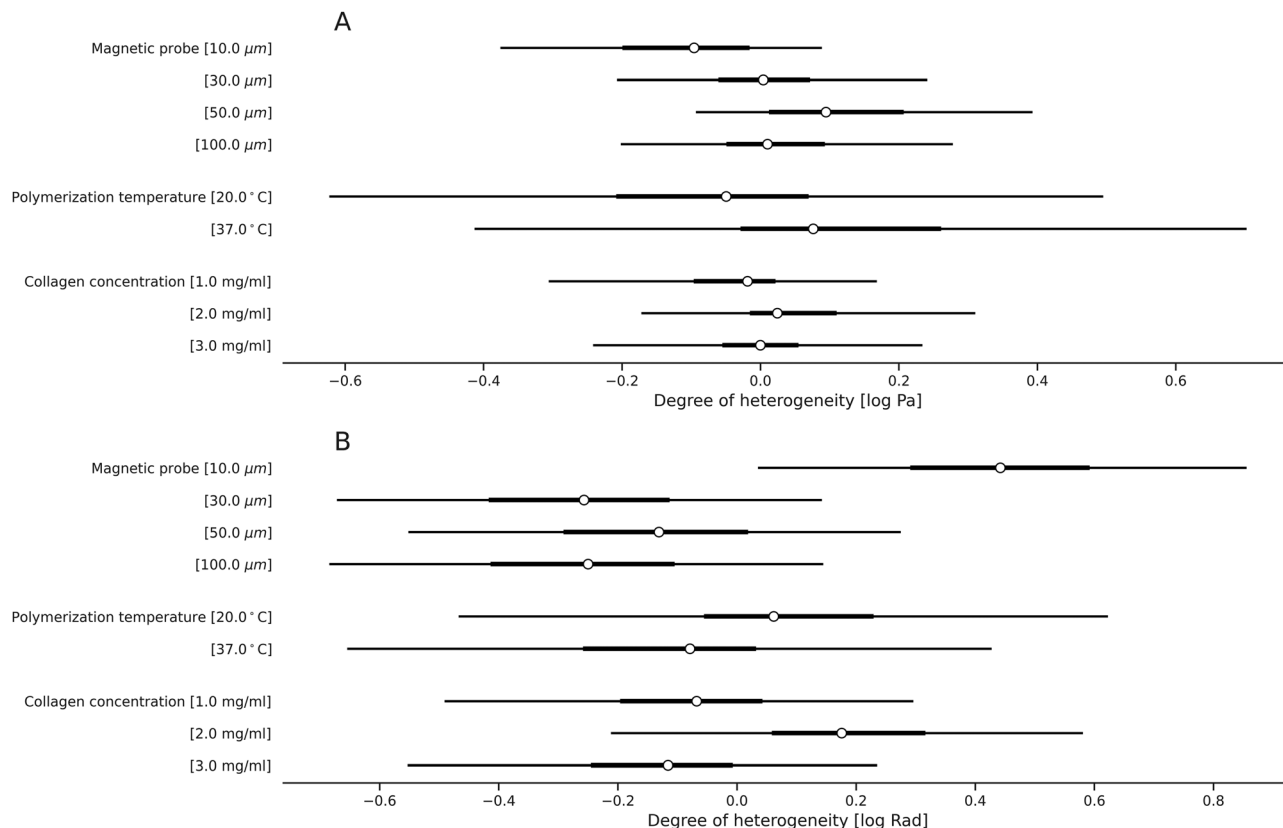 A
Magnetic probe [10.0 μm]
[30.0 μm]
[50.0 μm]
[100.0 μm]
Polymerization temperature [20.0°C]
[37.0°C]
Collagen concentration [1.0 mg/ml]
[2.0 mg/ml]
[3.0 mg/ml]
−0.6 −0.4 −0.2 0.0 0.2 0.4 0.6
Degree of heterogeneity [log Pa]
B
Magnetic probe [10.0 μm]
[30.0 μm]
[50.0 μm]
[100.0 μm]
Polymerization temperature [20.0°C]
[37.0°C]
Collagen concentration [1.0 mg/ml]
[2.0 mg/ml]
[3.0 mg/ml]
−0.6 −0.4 −0.2 0.0 0.2 0.4 0.6 0.8
Degree of heterogeneity [log Rad]